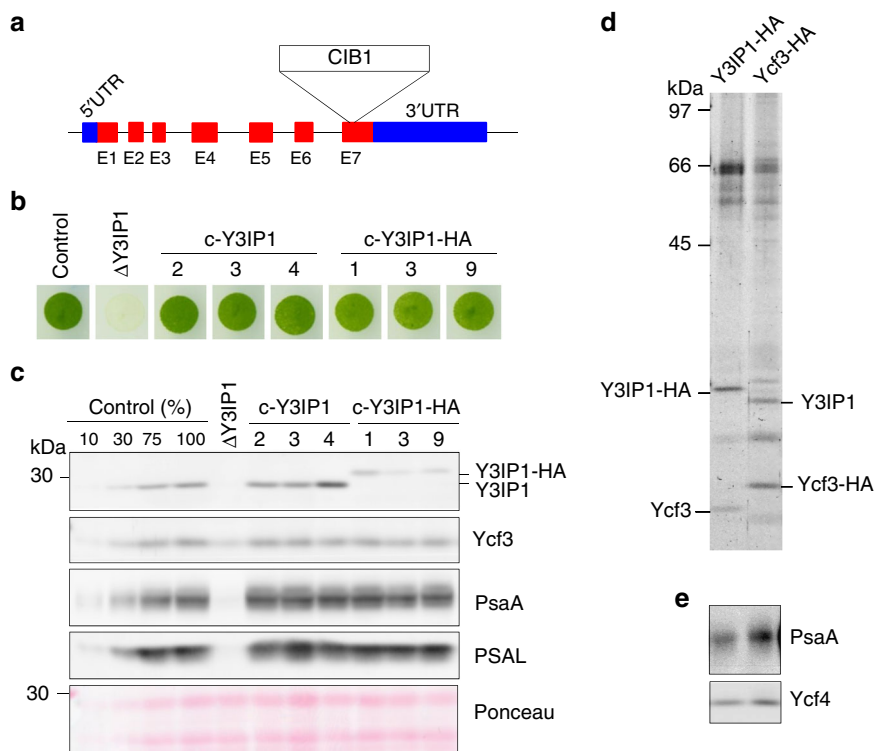 a
CIB1
5′UTR
3′UTR
E1 E2 E3 E4 E5 E6 E7
b
Control
ΔY3IP1
c-Y3IP1
c-Y3IP1-HA
2 3 4 1 3 9
c
Control (%)
ΔY3IP1
c-Y3IP1
c-Y3IP1-HA
kDa
10 30 75 100 2 3 4 1 3 9
30
Y3IP1-HA
Y3IP1
Ycf3
PsaA
PSAL
30
Ponceau
d
Y3IP1-HA
Ycf3-HA
kDa
97
66
45
Y3IP1-HA
Y3IP1
Ycf3-HA
Ycf3
e
PsaA
Ycf4